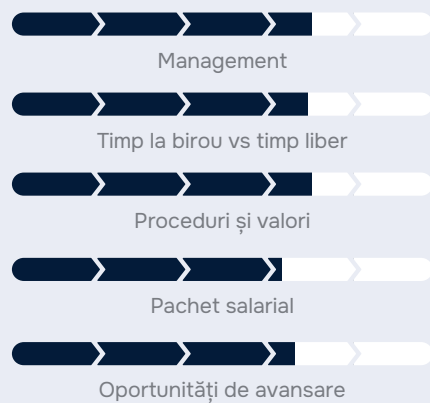 Management
Timp la birou vs timp liber
Proceduri și valori
Pachet salarial
Oportunități de avansare